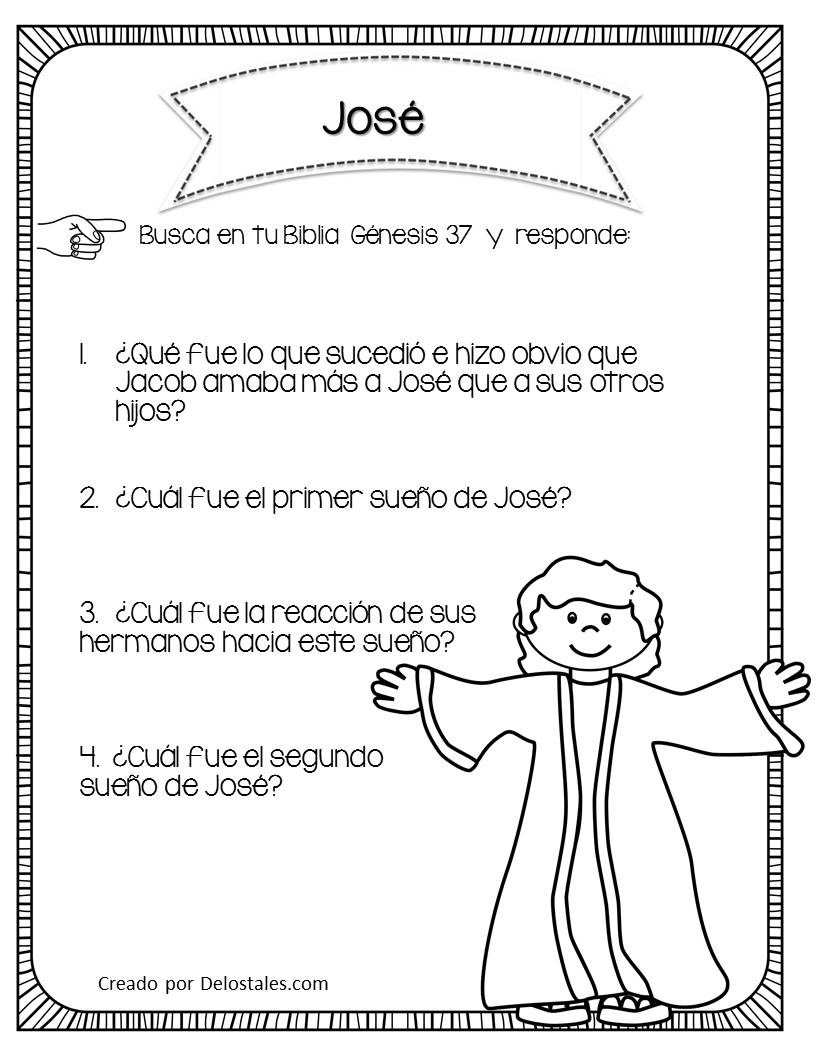 José
Busca en tu Biblia Génesis 37 y responde:
1. ¿Qué fue lo que sucedió e hizo obvio que
Jacob amaba más a José que a sus otros
hijos?
2. ¿Cuál fue el primer sueño de José?
3. ¿Cuál fue la reacción de sus
hermanos hacia este sueño?
4. ¿Cuál fue el segundo
sueño de José?
Creado por Delostales.com